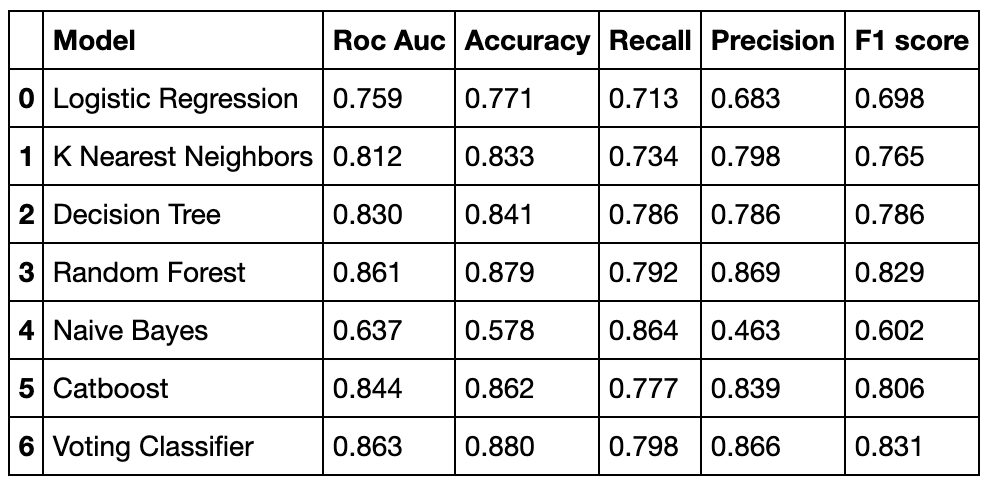 Model Roc Auc Accuracy Recall Precision F1 score
0 Logistic Regression 0.759 0.771 0.713 0.683 0.698
1 K Nearest Neighbors 0.812 0.833 0.734 0.798 0.765
2 Decision Tree 0.830 0.841 0.786 0.786 0.786
3 Random Forest 0.861 0.879 0.792 0.869 0.829
4 Naive Bayes 0.637 0.578 0.864 0.463 0.602
5 Catboost 0.844 0.862 0.777 0.839 0.806
6 Voting Classifier 0.863 0.880 0.798 0.866 0.831